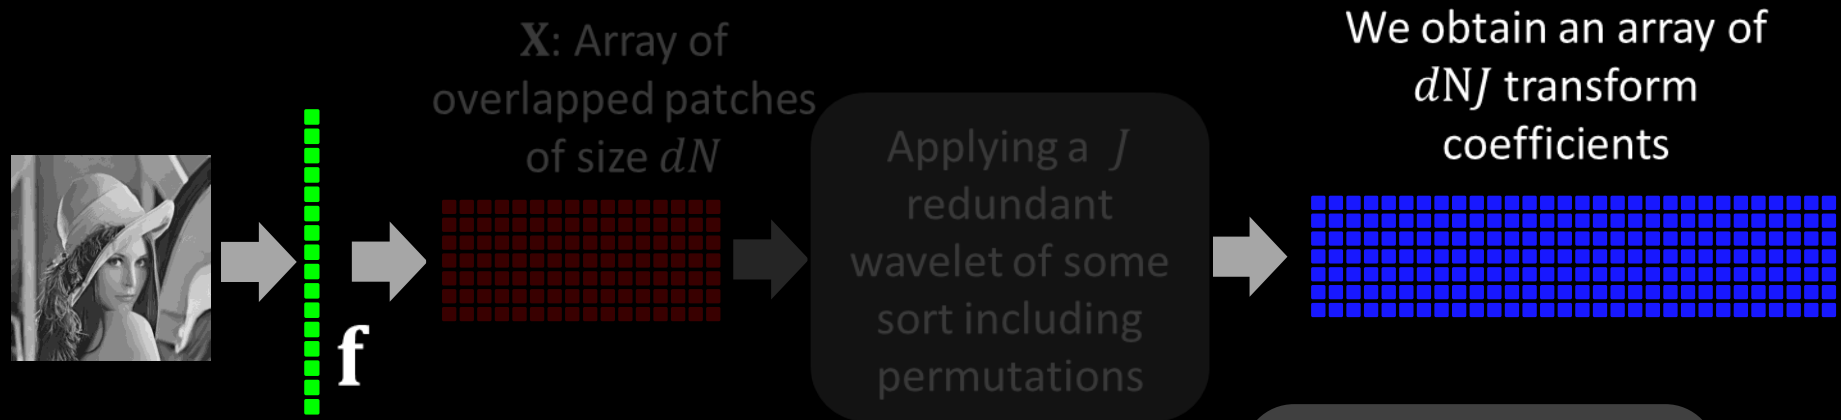 X: Array of
overlapped patches
of size dN
f
Applying a J
redundant
wavelet of some
sort including
permutations
We obtain an array of
dNJ transform
coefficients